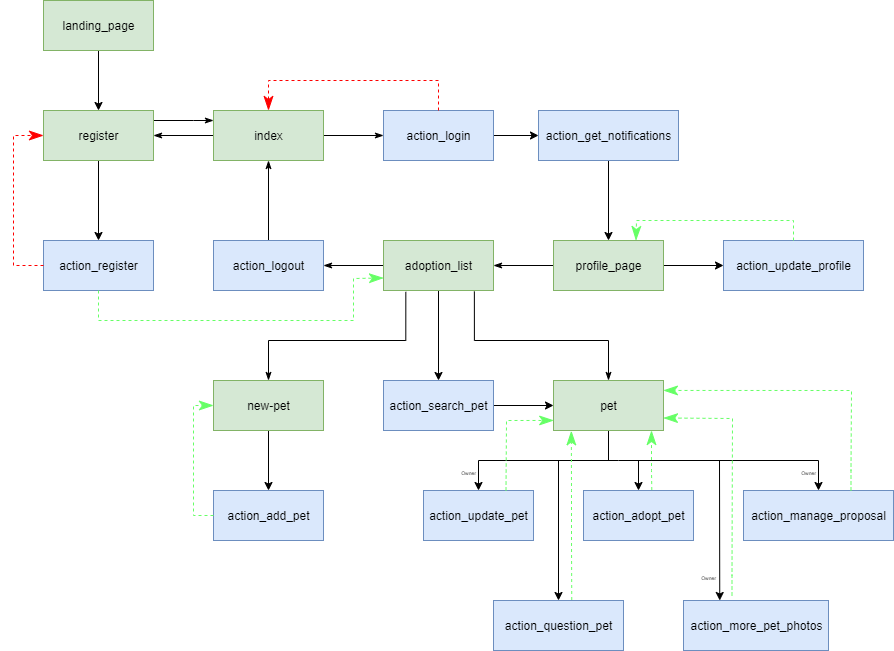 landing_page
register
index
action_login
action_get_notifications
action_register
action_logout
adoption_list
profile_page
action_update_profile
new-pet
action_search_pet
pet
Owner
Owner
action_add_pet
action_update_pet
action_adopt_pet
action_manage_proposal
Owner
action_question_pet
action_more_pet_photos